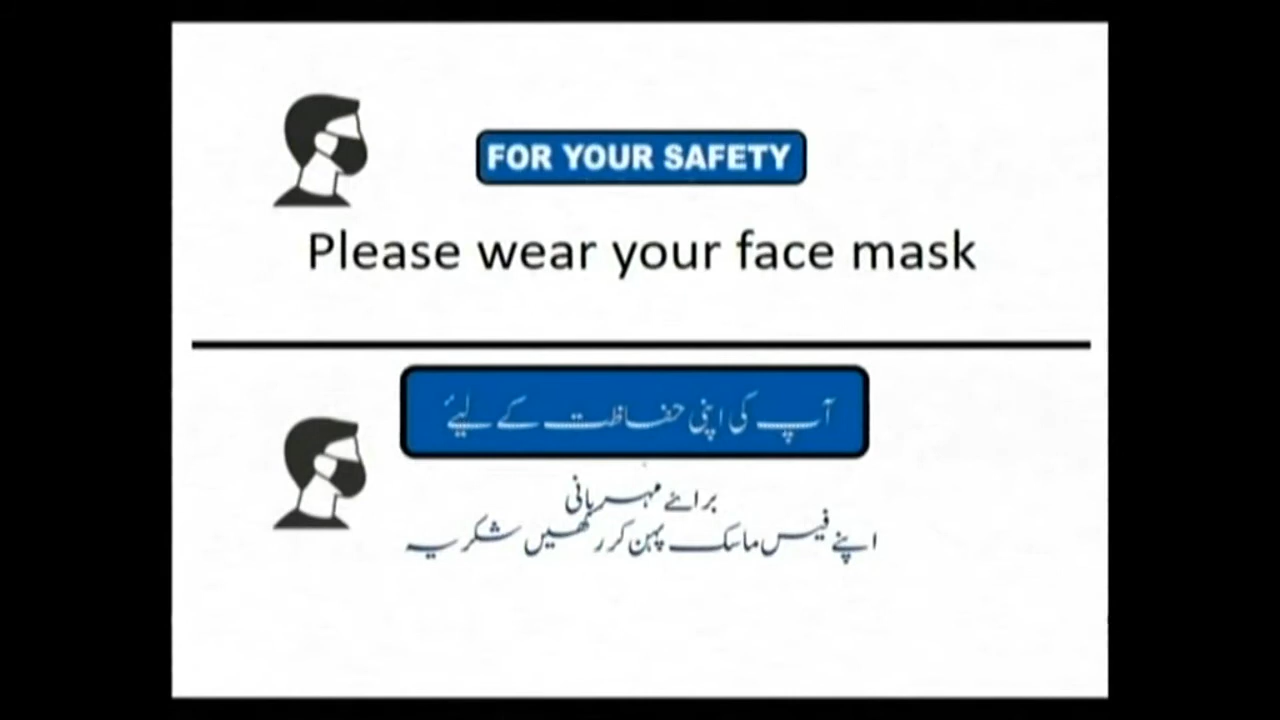 FOR YOUR SAFETY
Please wear your face mask
آپ کی اپنی حفاظت کے لیئے
برائے مہربانی
اپنے فیس ماسک پہن کر رکھیں شکریہ